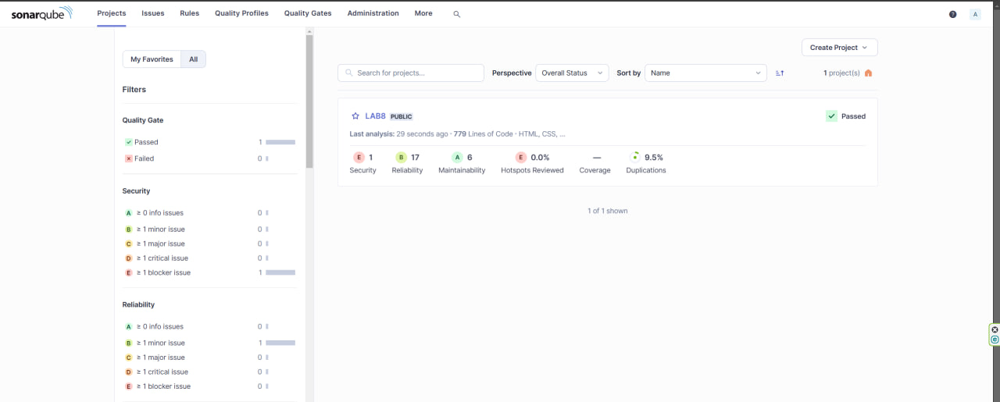 sonarqube Projects Issues Rules Quality Profiles Quality Gates Administration More ? A
My Favorites All
Filters
Quality Gate
Passed 1
Failed 0
Security
A ≥ 0 info issues 0
B ≥ 1 minor issue 0
C ≥ 1 major issue 0
D ≥ 1 critical issue 0
E ≥ 1 blocker issue 1
Reliability
A ≥ 0 info issues 0
B ≥ 1 minor issue 1
C ≥ 1 major issue 0
D ≥ 1 critical issue 0
E ≥ 1 blocker issue 0
Create Project
Search for projects... Perspective Overall Status Sort by Name 1 project(s)
LAB8 PUBLIC Passed
Last analysis: 29 seconds ago · 779 Lines of Code · HTML, CSS, ...
E 1 B 17 A 6 E 0.0% — 9.5%
Security Reliability Maintainability Hotspots Reviewed Coverage Duplications
1 of 1 shown